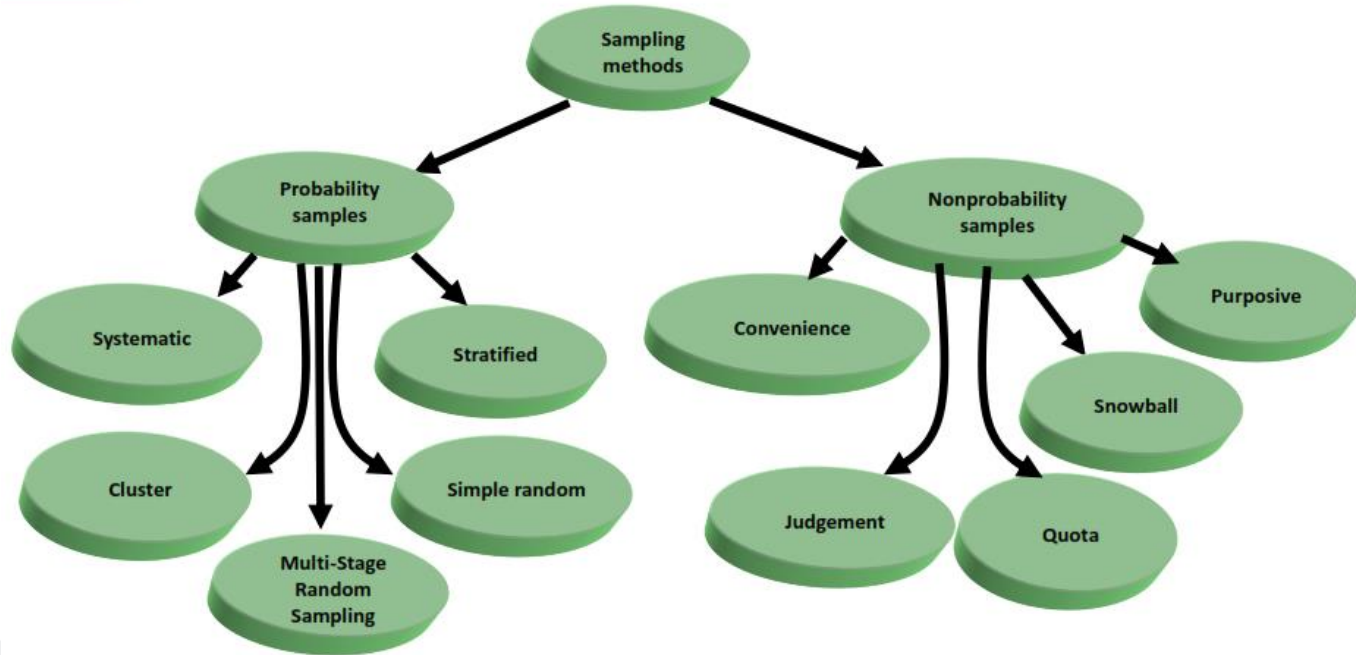 Sampling
methods
Probability
samples
Nonprobability
samples
Systematic
Stratified
Convenience
Purposive
Snowball
Cluster
Simple random
Judgement
Quota
Multi-Stage
Random
Sampling